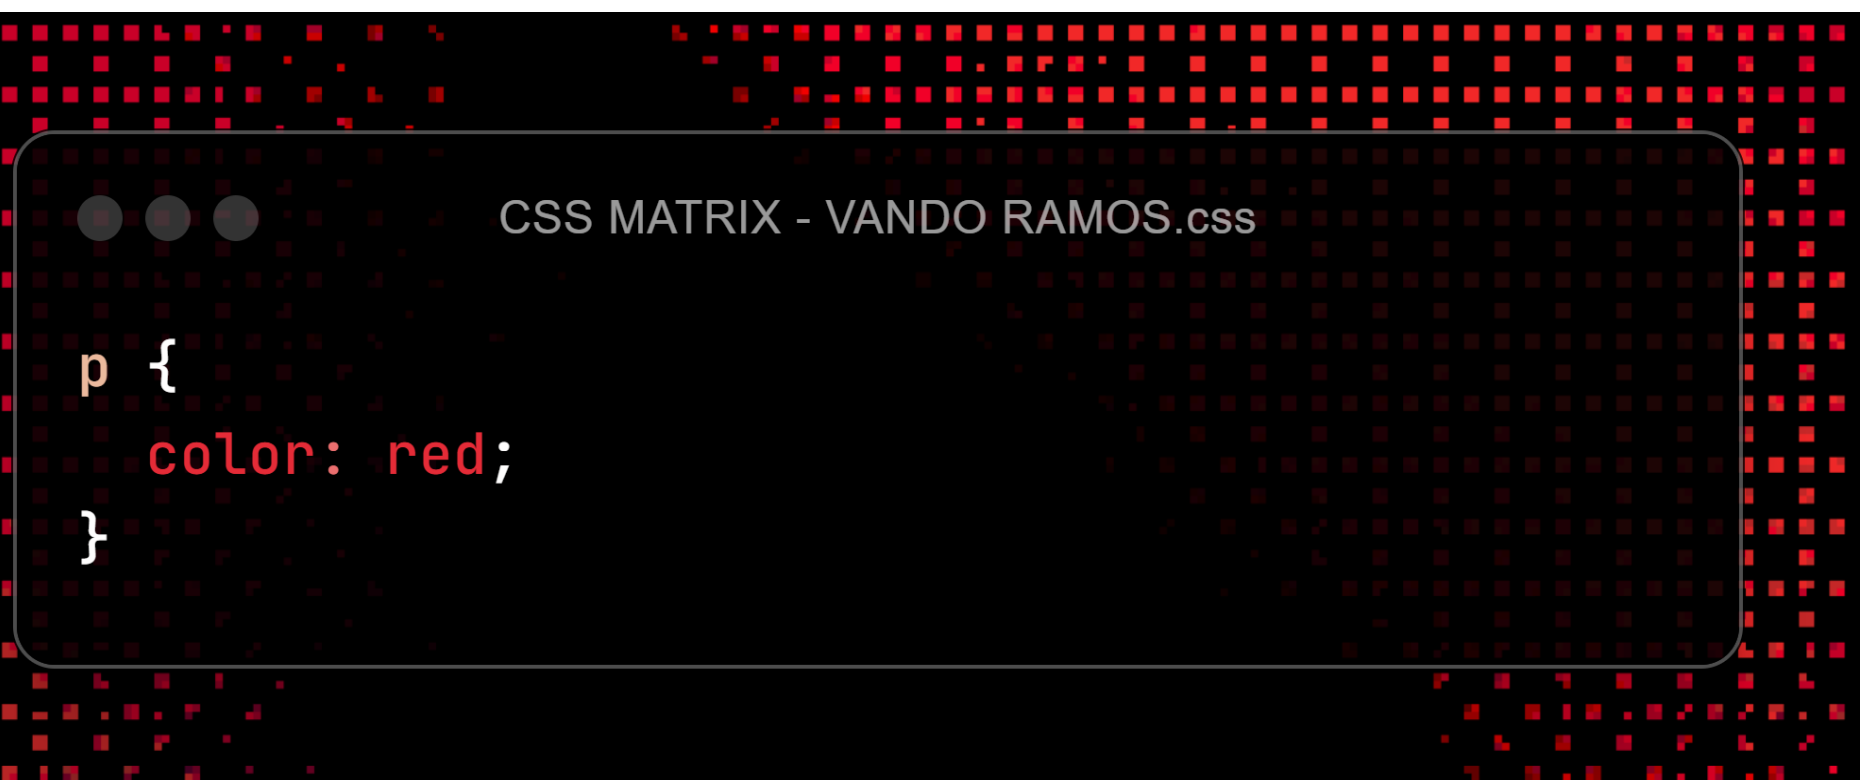 CSS MATRIX - VANDO RAMOS.css
p {
  color: red;
}